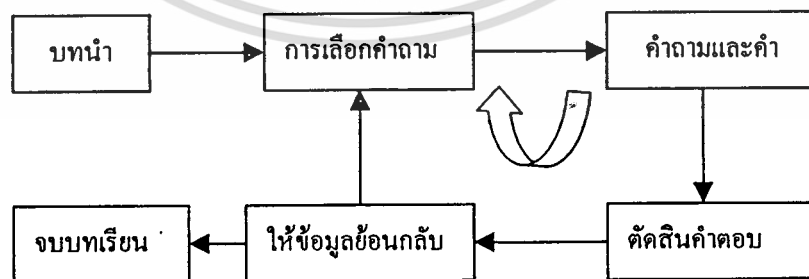 บทนำ
การเลือกคำถาม
คำถามและคำ
จบบทเรียน
ให้ข้อมูลย้อนกลับ
ตัดสินคำตอบ